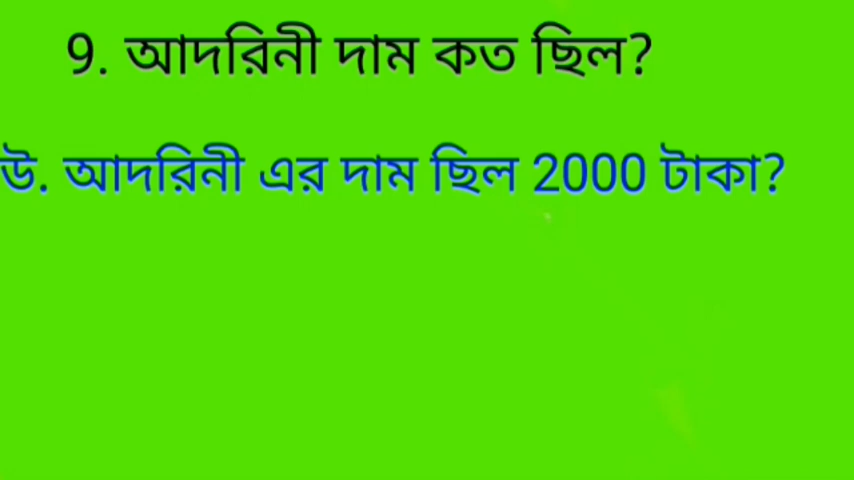 9. আদরিনী দাম কত ছিল?
উ. আদরিনী এর দাম ছিল 2000 টাকা?